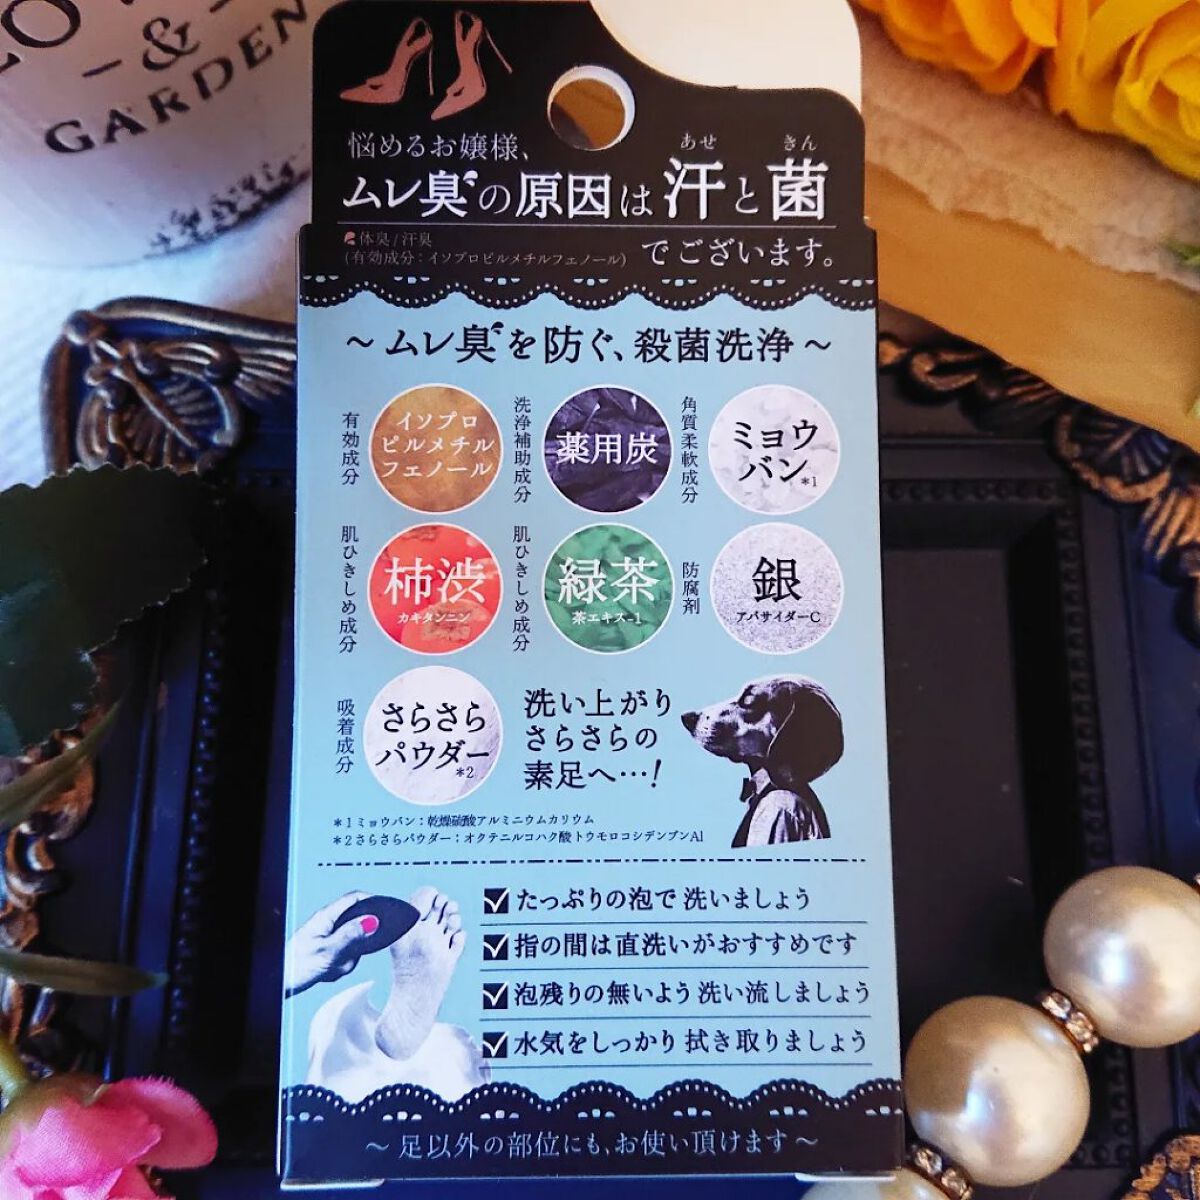 &
GARDEN
悩めるお嬢様、
ムレ臭の原因は汗と菌
あせ きん
でございます。
体臭/汗臭
(有効成分:イソプロピルメチルフェノール)
~ムレ臭を防ぐ、殺菌洗浄~
有効成分
イソプロ
ピルメチル
フェノール
洗浄補助成分
薬用炭
角質柔軟成分
ミョウ
バン*1
肌ひきしめ成分
柿渋
カキタンニン
肌ひきしめ成分
緑茶
茶エキス-1
防腐剤
銀
アパサイダーC
吸着成分
さらさら
パウダー*2
洗い上がり
さらさらの
素足へ…!
*1ミョウバン:乾燥硫酸アルミニウムカリウム
*2さらさらパウダー:オクテニルコハク酸トウモロコシデンプンAl
たっぷりの泡で 洗いましょう
指の間は直洗いがおすすめです
泡残りの無いよう 洗い流しましょう
水気をしっかり 拭き取りましょう
~足以外の部位にも、お使い頂けます~